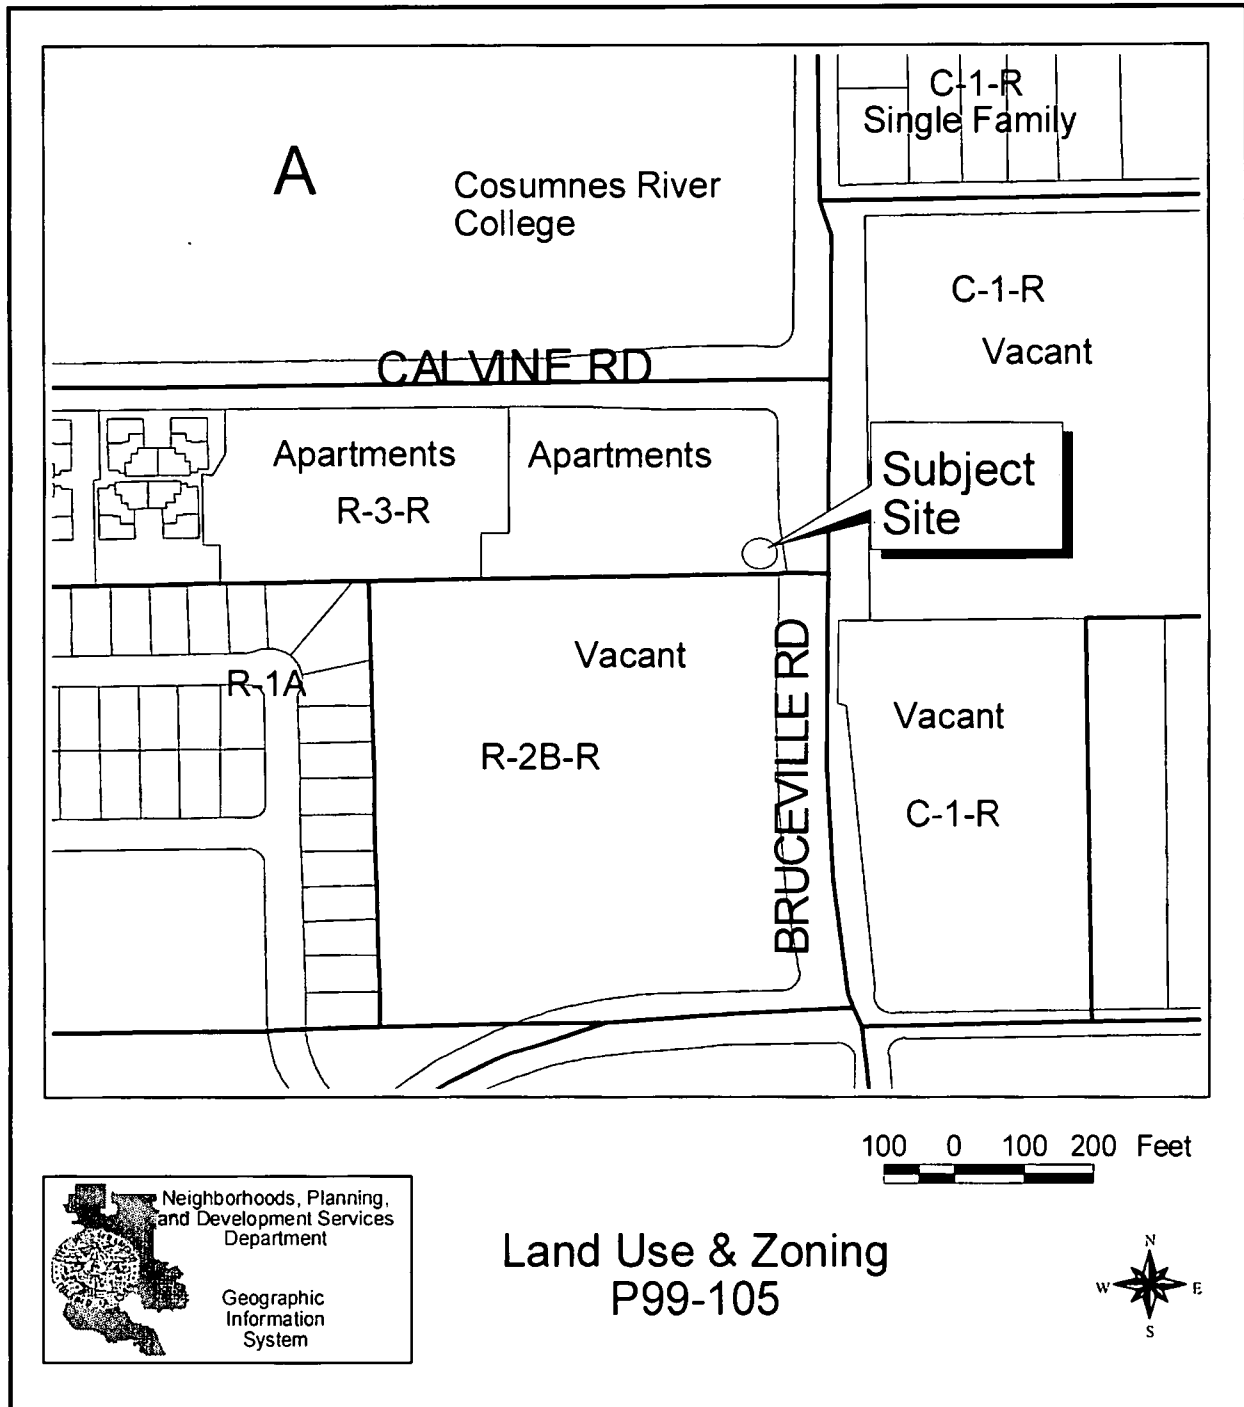 C-1-R
Single Family
A
Cosumnes River
College
C-1-R
Vacant
CALVINE RD
Apartments
Apartments
R-3-R
Subject
Site
Vacant
R-1A
R-2B-R
BRUCEVILLE RD
Vacant
C-1-R
100 0 100 200 Feet
Neighborhoods, Planning,
and Development Services
Department
Geographic
Information
System
Land Use & Zoning
P99-105
N
W E
S